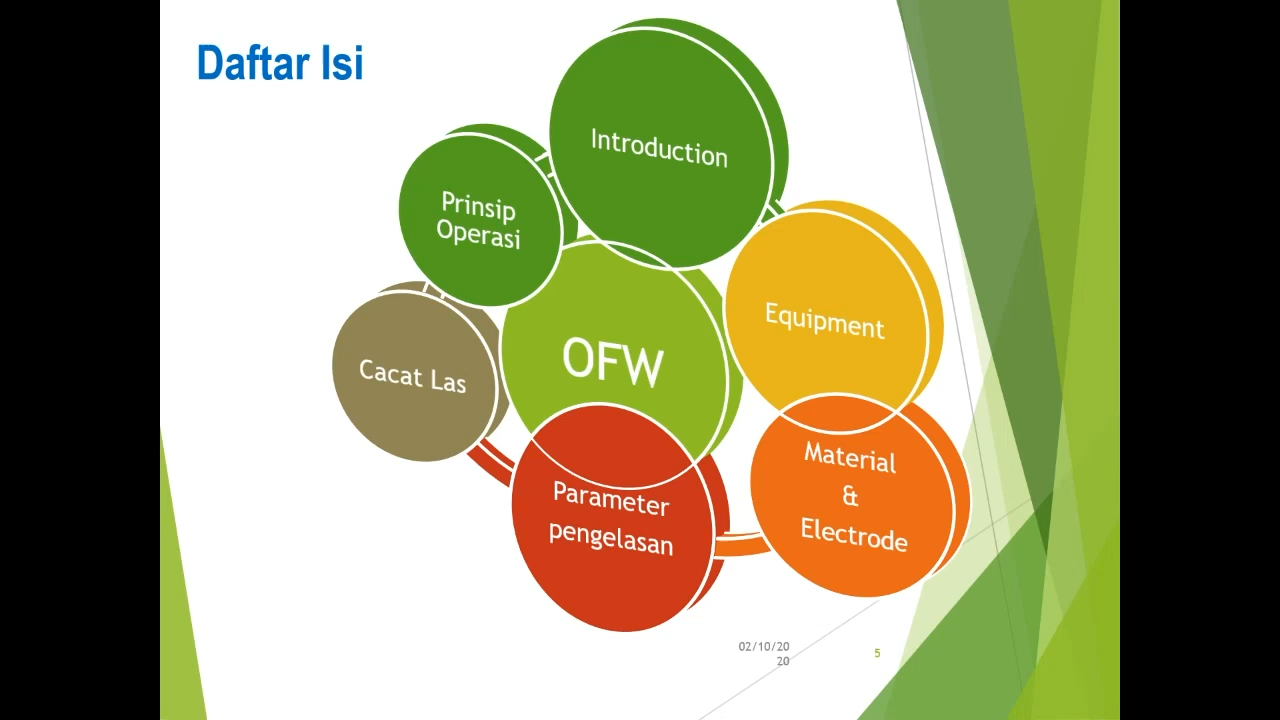 Daftar Isi
Introduction
Prinsip
Operasi
Equipment
OFW
Cacat Las
Material
&
Electrode
Parameter
pengelasan
02/10/20
20
5